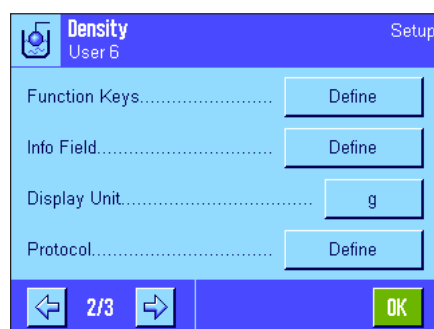 Density
Setup
User 6
Function Keys........................ Define
Info Field................................ Define
Display Unit.................................. g
Protocol................................. Define
2/3
OK